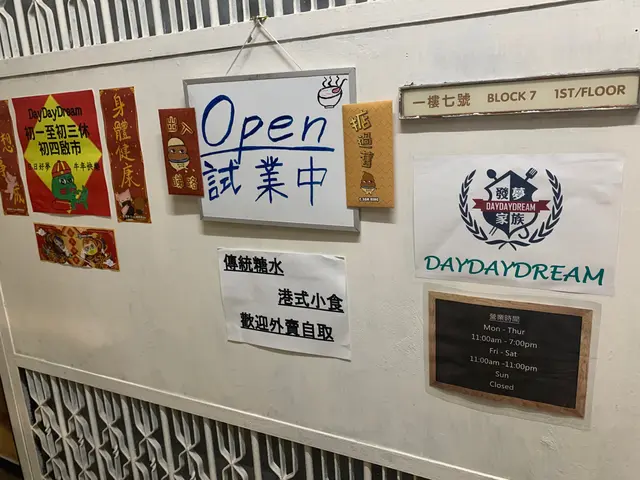 DayDayDream
初一至初三休
初四啟市
身體健康
出入
Open
試業中
一樓七號 BLOCK 7 1ST/FLOOR
發夢
DAYDAYDREAM
家族
DAYDAYDREAM
傳統糖水
港式小食
歡迎外賣自取
營業時間
Mon - Thur
11:00am - 7:00pm
Fri - Sat
11:00am -11:00pm
Sun
Closed